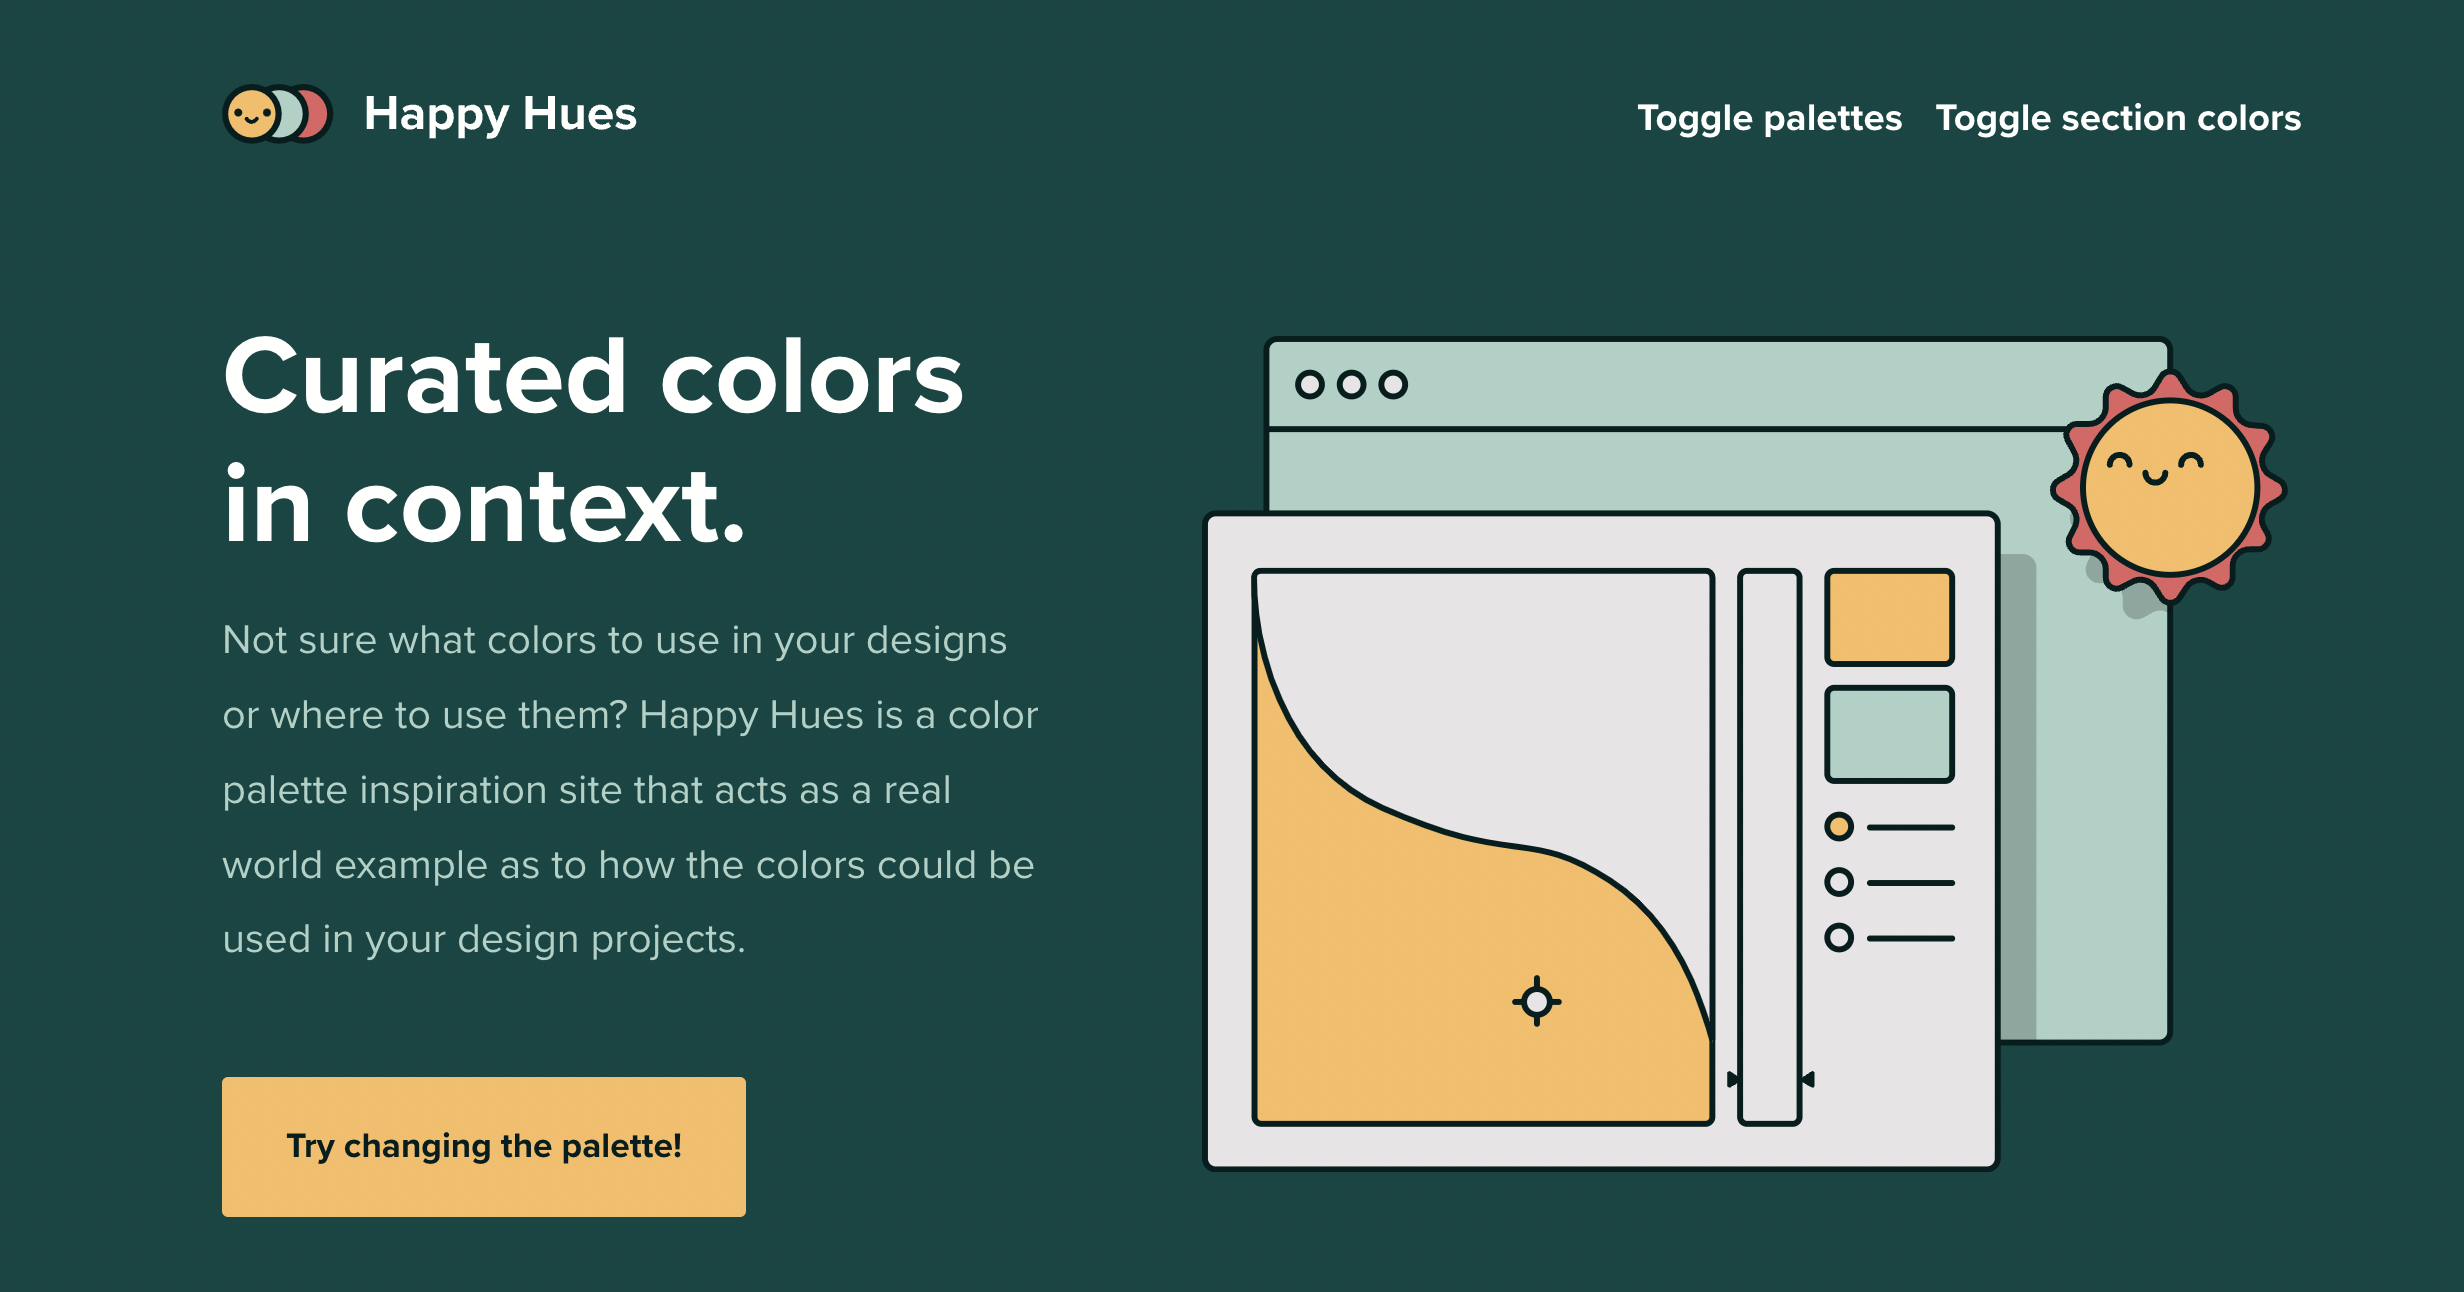 Happy Hues
Toggle palettes
Toggle section colors
Curated colors
in context.
Not sure what colors to use in your designs
or where to use them? Happy Hues is a color
palette inspiration site that acts as a real
world example as to how the colors could be
used in your design projects.
Try changing the palette!